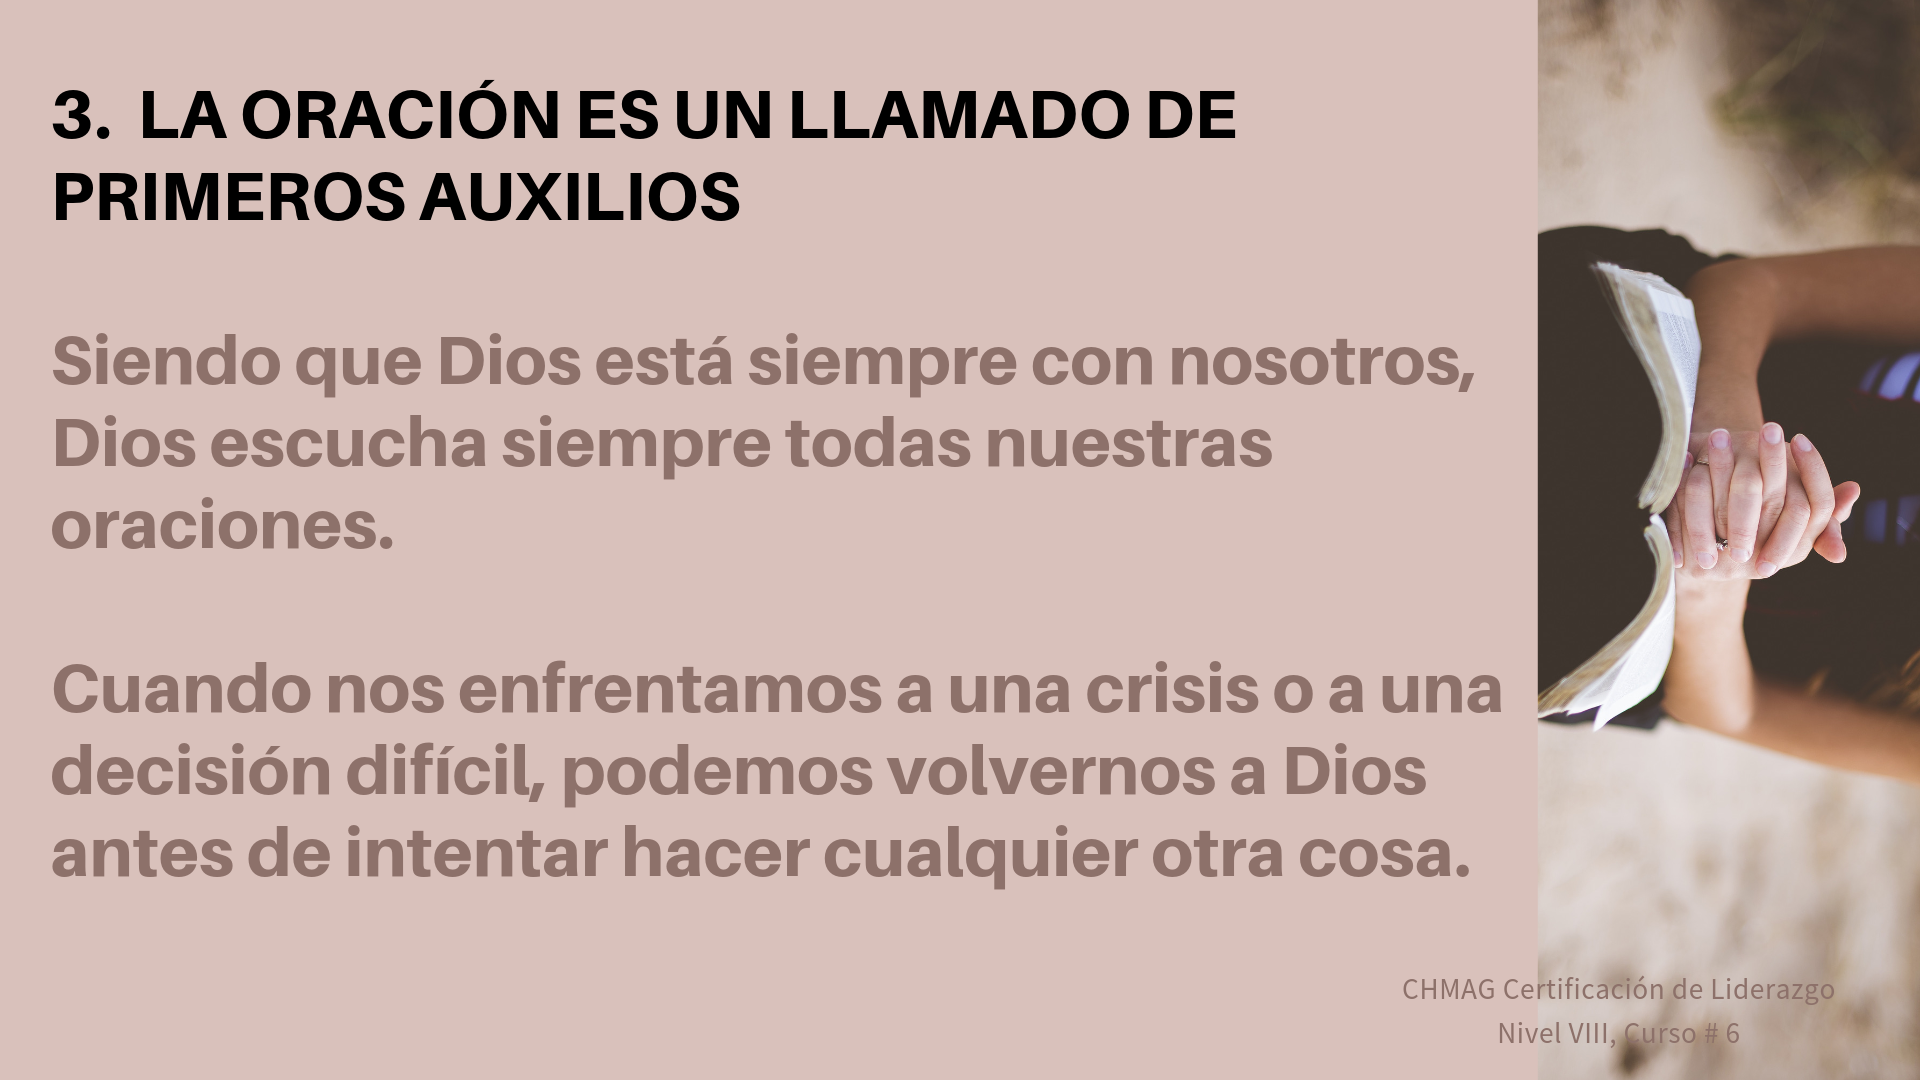 3.  LA ORACIÓN ES UN LLAMADO DE
PRIMEROS AUXILIOS
Siendo que Dios está siempre con nosotros,
Dios escucha siempre todas nuestras
oraciones.
Cuando nos enfrentamos a una crisis o a una
decisión difícil, podemos volvernos a Dios
antes de intentar hacer cualquier otra cosa.
CHMAG Certificación de Liderazgo
Nivel VIII, Curso # 6